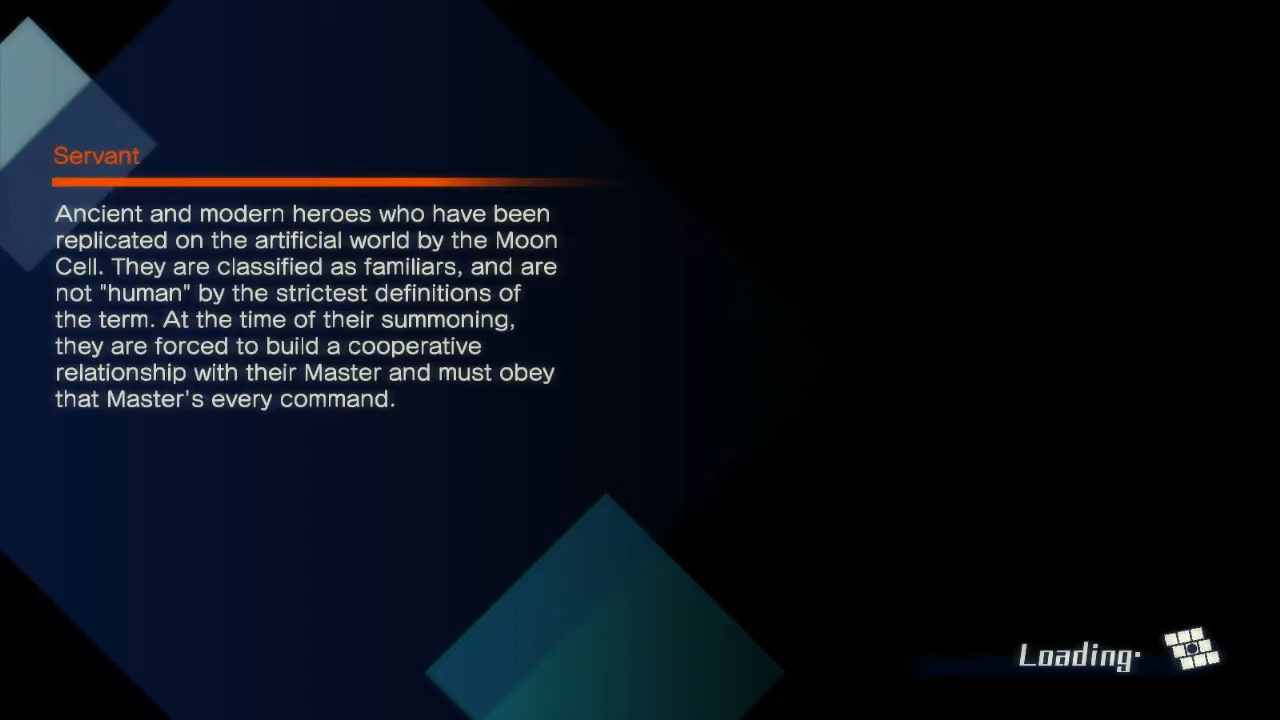 Servant
Ancient and modern heroes who have been
replicated on the artificial world by the Moon
Cell. They are classified as familiars, and are
not "human" by the strictest definitions of
the term. At the time of their summoning,
they are forced to build a cooperative
relationship with their Master and must obey
that Master's every command.
Loading·